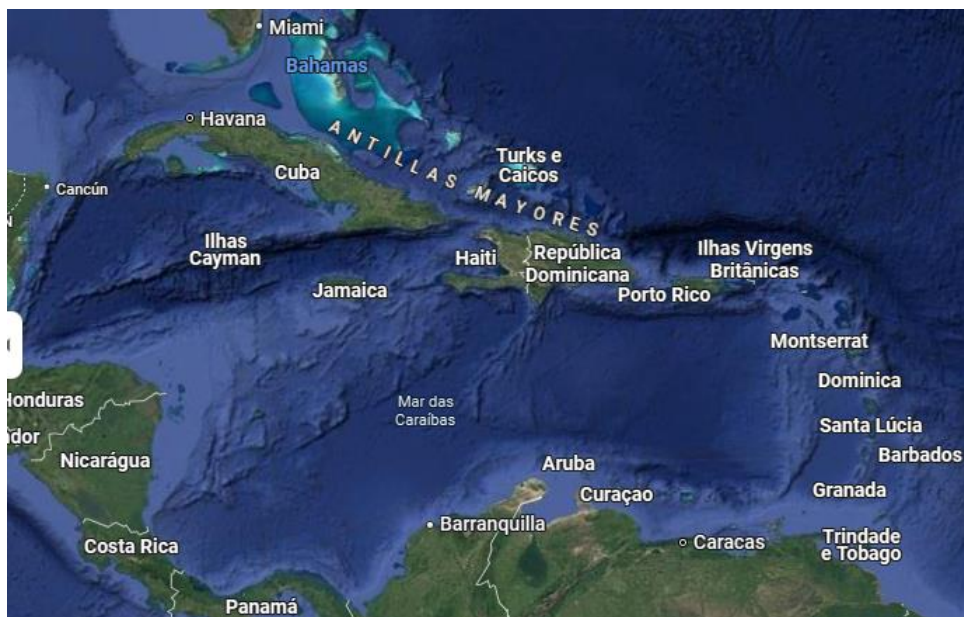 Miami
Bahamas
Havana
ANTILLAS MAYORES
Turks e
Caicos
Cuba
Cancún
Ilhas
Cayman
Haiti
República
Dominicana
Ilhas Virgens
Britânicas
Jamaica
Porto Rico
Montserrat
Dominica
Honduras
Mar das
Caraíbas
Santa Lúcia
ador
Nicarágua
Barbados
Aruba
Curaçao
Granada
Barranquilla
Costa Rica
Caracas
Trindade
e Tobago
Panamá